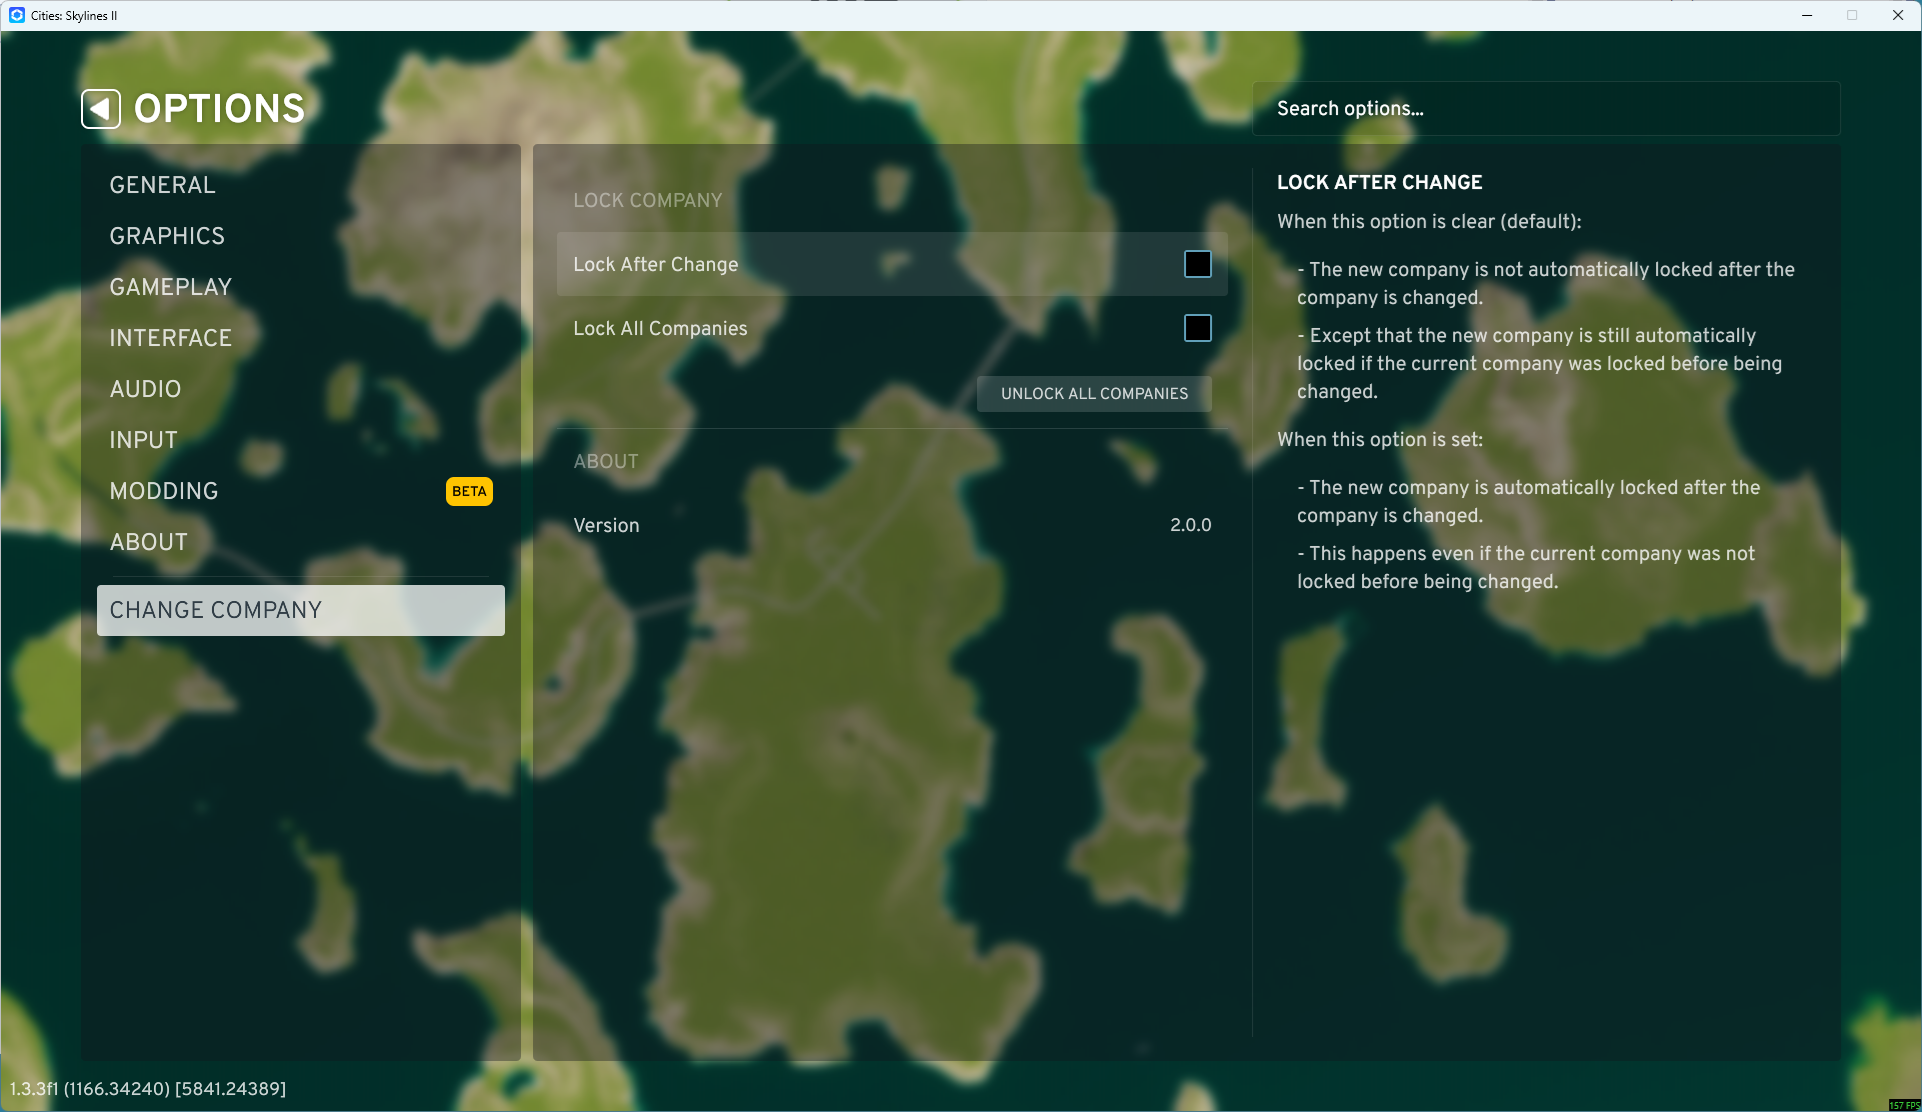 Cities: Skylines II
OPTIONS
Search options...
GENERAL
GRAPHICS
GAMEPLAY
INTERFACE
AUDIO
INPUT
MODDING
BETA
ABOUT
CHANGE COMPANY
LOCK COMPANY
Lock After Change
Lock All Companies
UNLOCK ALL COMPANIES
ABOUT
Version 2.0.0
LOCK AFTER CHANGE
When this option is clear (default):
- The new company is not automatically locked after the
company is changed.
- Except that the new company is still automatically
locked if the current company was locked before being
changed.
When this option is set:
- The new company is automatically locked after the
company is changed.
- This happens even if the current company was not
locked before being changed.
1.3.3f1 (1166.34240) [5841.24389]
157 FPS